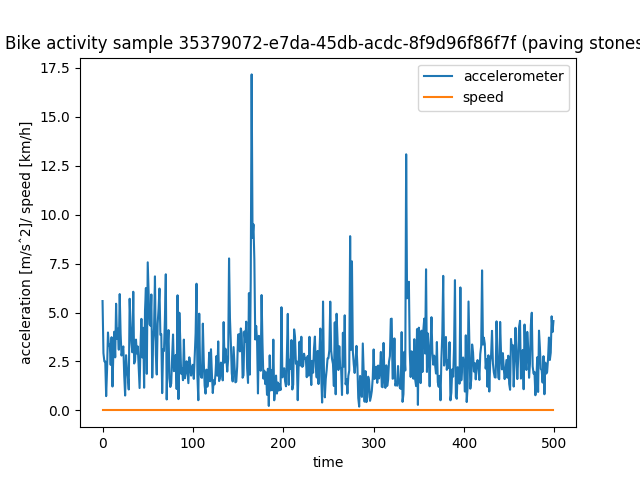 Bike activity sample 35379072-e7da-45db-acdc-8f9d96f86f7f (paving stones
17.5
15.0
12.5
10.0
7.5
5.0
2.5
0.0
acceleration [m/sˆ2]/ speed [km/h]
accelerometer
speed
0
100
200
300
400
500
time